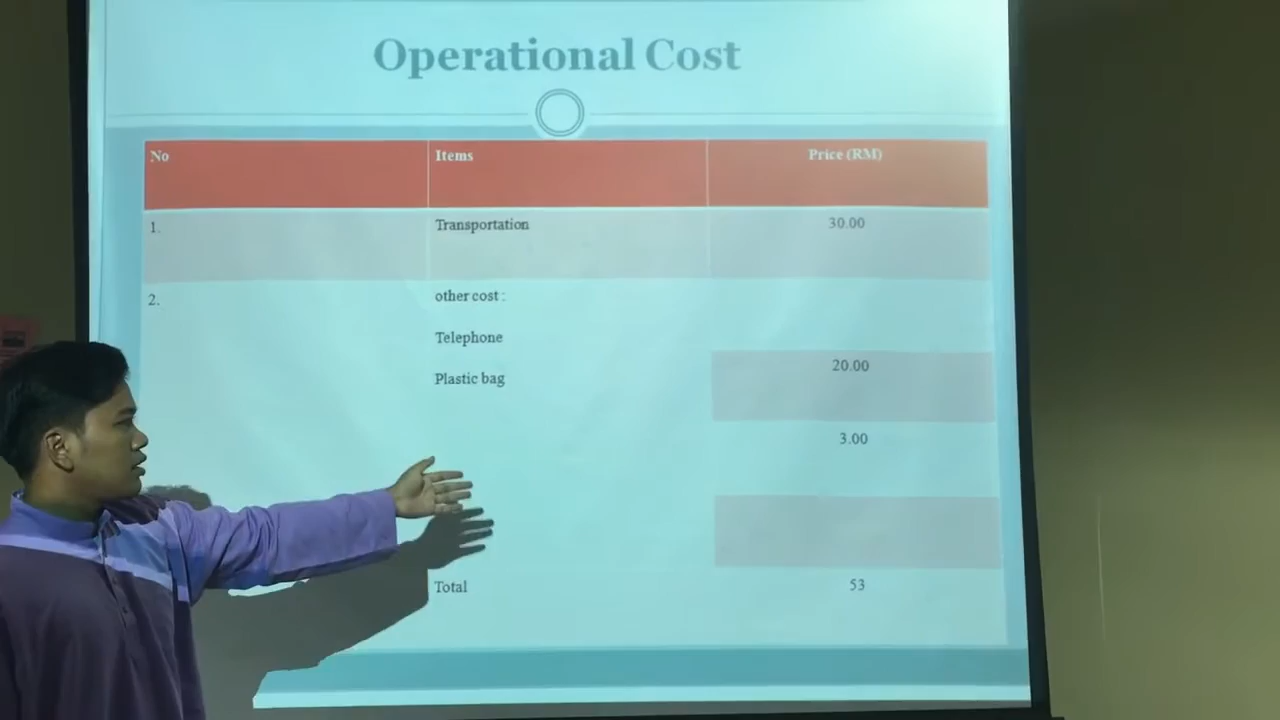 Operational Cost
No Items Price (RM)
1. Transportation 30.00
2. other cost :
Telephone
20.00
Plastic bag
3.00
Total 53